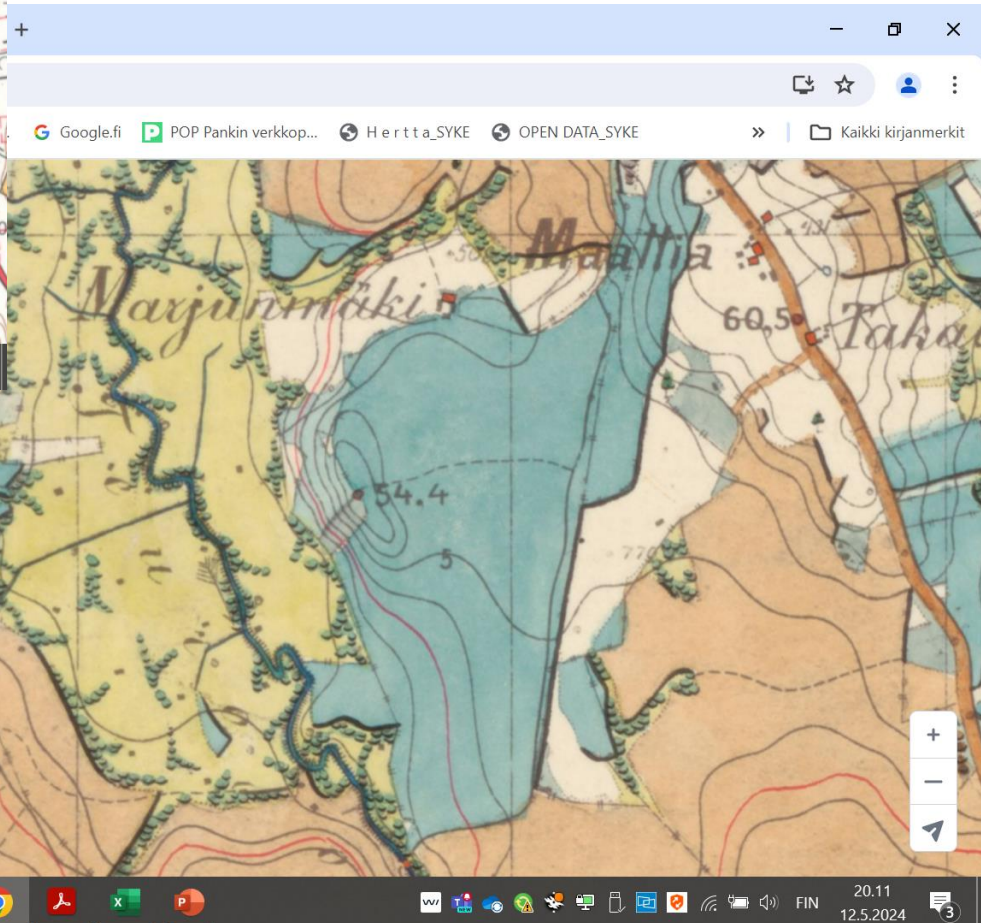 Google.fi POP Pankin verkkop... H e r t t a_SYKE OPEN DATA_SYKE » Kaikki kirjanmerkit
Maattia
Marjunmäki
60,5
54.4
5
20.11
FIN
12.5.2024
3